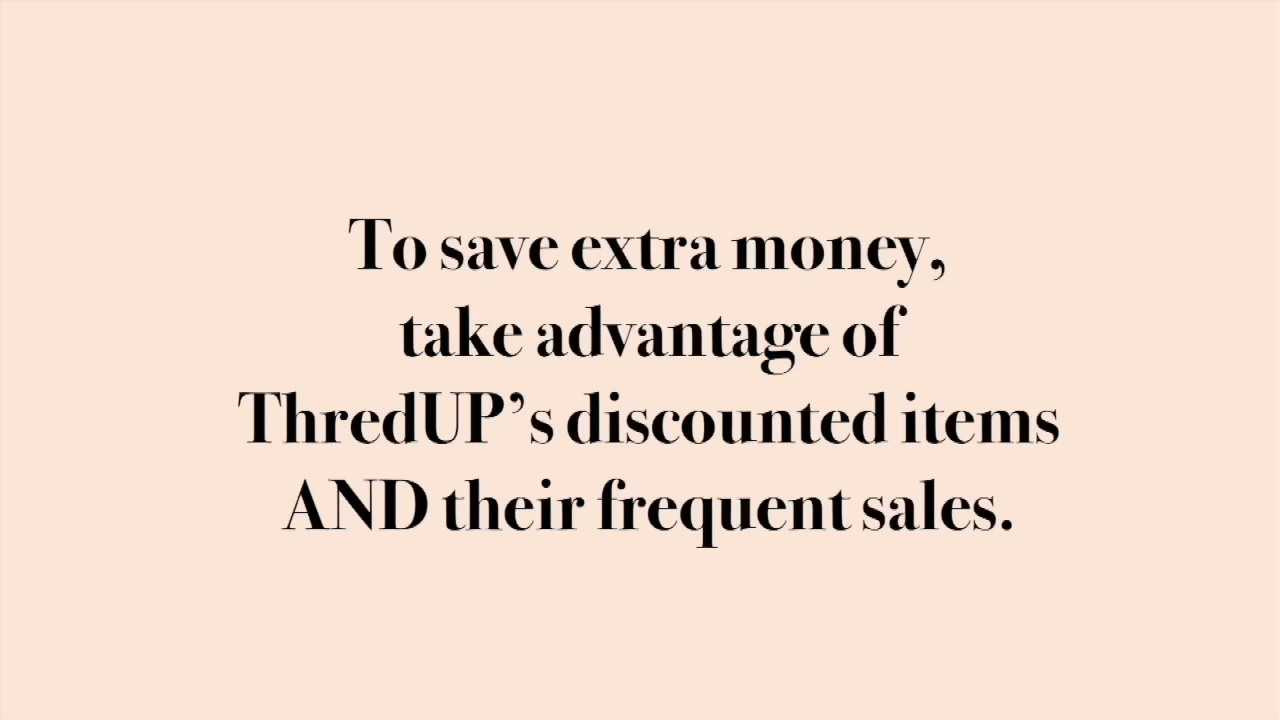 To save extra money,
take advantage of
ThredUP’s discounted items
AND their frequent sales.